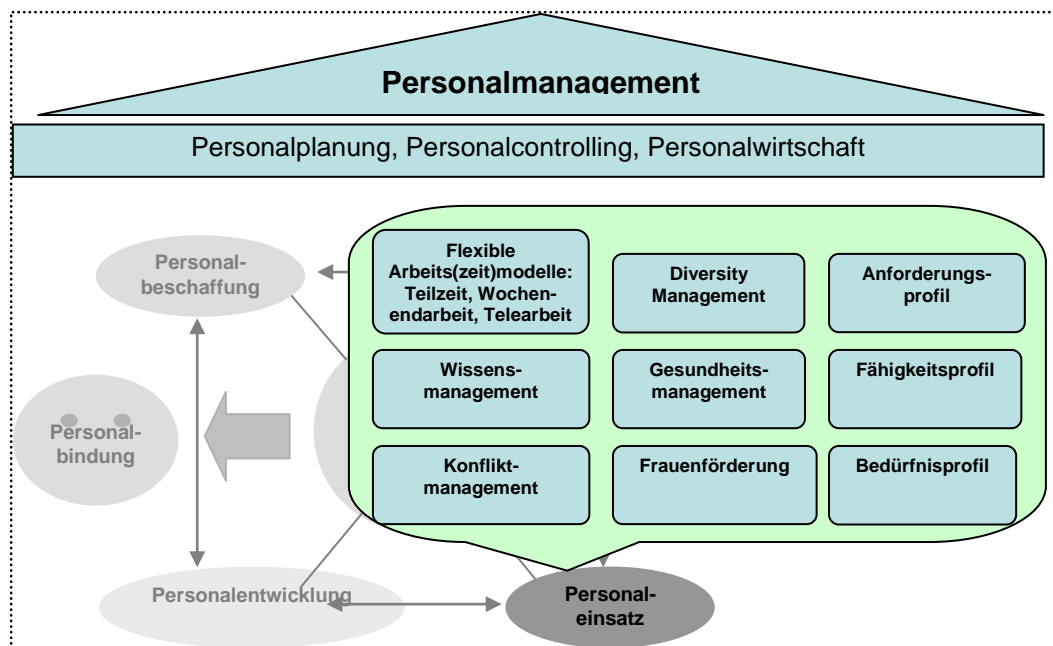 Personalmanagement
Personalplanung, Personalcontrolling, Personalwirtschaft
Personal-
beschaffung
Flexible
Arbeits(zeit)modelle:
Teilzeit, Wochen-
endarbeit, Telearbeit
Diversity
Management
Anforderungs-
profil
Wissens-
management
Gesundheits-
management
Fähigkeitsprofil
Personal-
bindung
Konflikt-
management
Frauenförderung
Bedürfnisprofil
Personalentwicklung
Personal-
einsatz